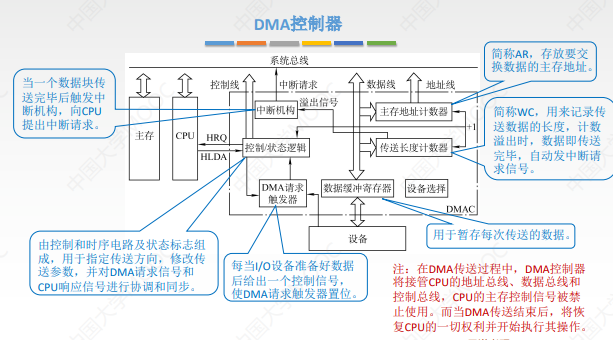 DMA控制器
系统总线
简称AR，存放要交
换数据的主存地址。
当一个数据块传
送完毕后触发中
断机构，向CPU
提出中断请求。
控制线
中断请求
数据线
地址线
中断机构
溢出信号
主存地址计数器
简称WC，用来记录传
送数据的长度，计数
溢出时，数据即传送
完毕，自动发中断请
求信号。
+1
主存
CPU
HRQ
HLDA
控制/状态逻辑
传送长度计数器
DMA请求
触发器
数据缓冲寄存器
设备选择
DMAC
设备
用于暂存每次传送的数据。
由控制和时序电路及状态标志组
成，用于指定传送方向，修改传
送参数，并对DMA请求信号和
CPU响应信号进行协调和同步。
每当I/O设备准备好数据
后给出一个控制信号，
使DMA请求触发器置位。
注：在DMA传送过程中，DMA控制器
将接管CPU的地址总线、数据总线和
控制总线，CPU的主存控制信号被禁
止使用。而当DMA传送结束后，将恢
复CPU的一切权利并开始执行其操作。